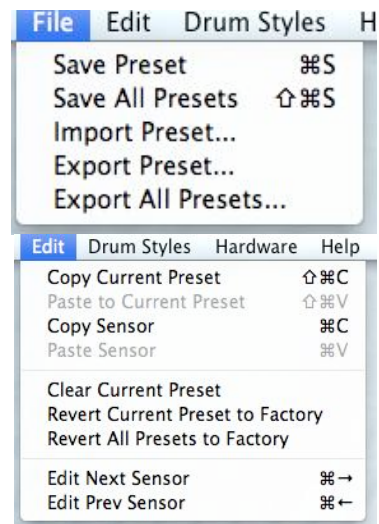 File Edit Drum Styles H
Save Preset ⌘S
Save All Presets ⇧⌘S
Import Preset...
Export Preset...
Export All Presets...
Edit Drum Styles Hardware Help
Copy Current Preset ⇧⌘C
Paste to Current Preset ⇧⌘V
Copy Sensor ⌘C
Paste Sensor ⌘V
Clear Current Preset
Revert Current Preset to Factory
Revert All Presets to Factory
Edit Next Sensor ⌘→
Edit Prev Sensor ⌘←